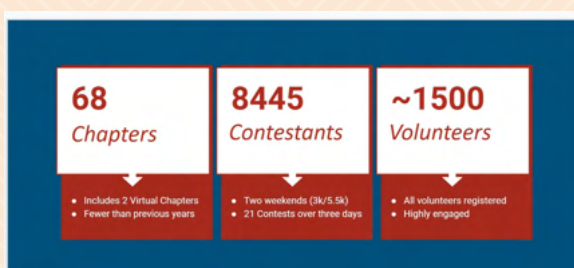 68
Chapters
• Includes 2 Virtual Chapters
• Fewer than previous years
8445
Contestants
• Two weekends (3k/5.5k)
• 21 Contests over three days
~1500
Volunteers
• All volunteers registered
• Highly engaged